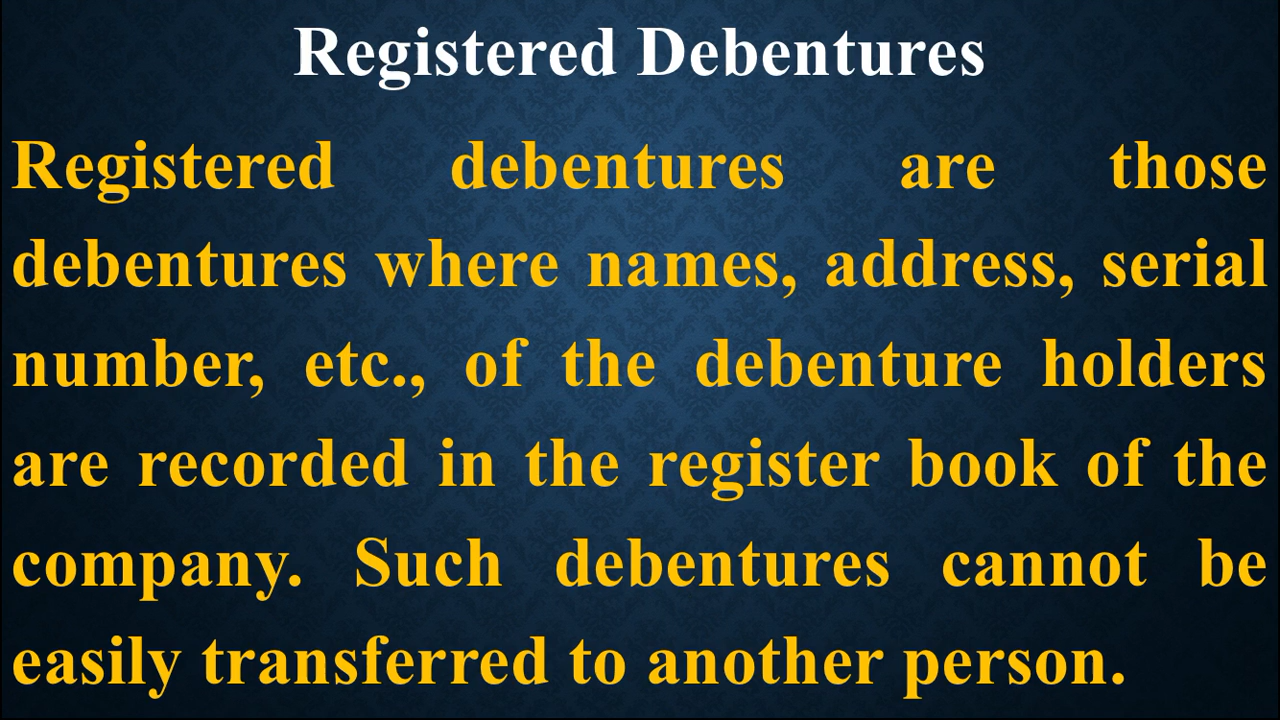 Registered Debentures
Registered debentures are those
debentures where names, address, serial
number, etc., of the debenture holders
are recorded in the register book of the
company. Such debentures cannot be
easily transferred to another person.